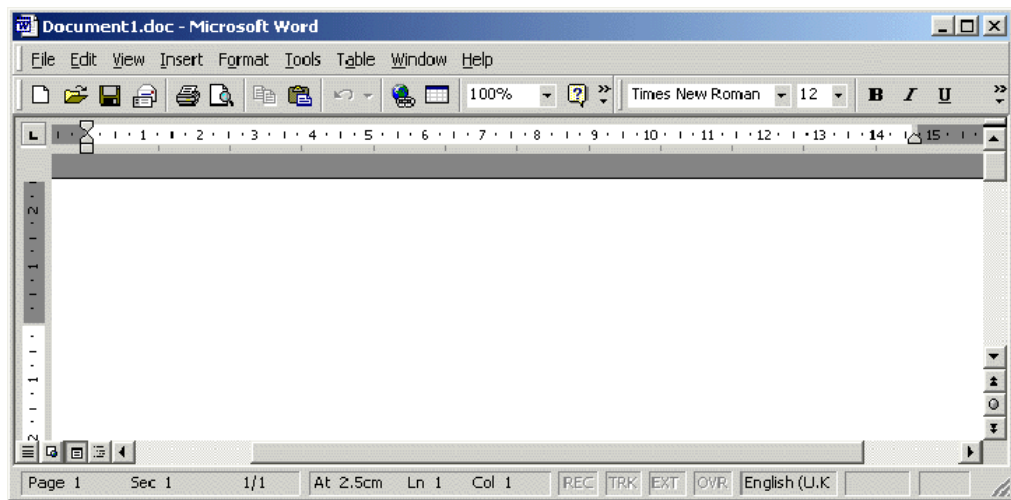 Document1.doc - Microsoft Word
File Edit View Insert Format Tools Table Window Help
100% Times New Roman 12 B I U
L 1 2 3 4 5 6 7 8 9 10 11 12 13 14 15
2
1
1
2
Page 1 Sec 1 1/1 At 2.5cm Ln 1 Col 1 REC TRK EXT OVR English (U.K